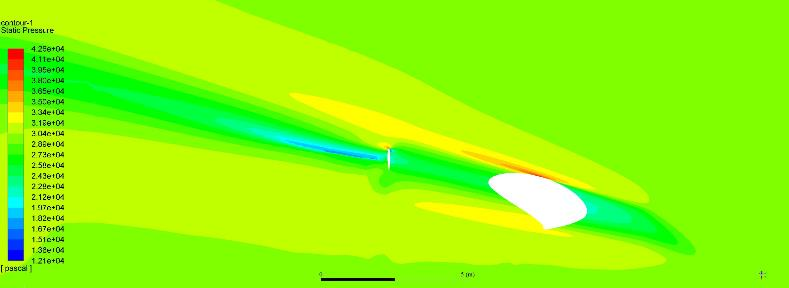 contour-1
Static Pressure
4.26e+04
4.11e+04
3.95e+04
3.80e+04
3.65e+04
3.50e+04
3.34e+04
3.19e+04
3.04e+04
2.89e+04
2.73e+04
2.58e+04
2.43e+04
2.28e+04
2.12e+04
1.97e+04
1.82e+04
1.67e+04
1.51e+04
1.36e+04
1.21e+04
[ pascal ]
0 5 (m)